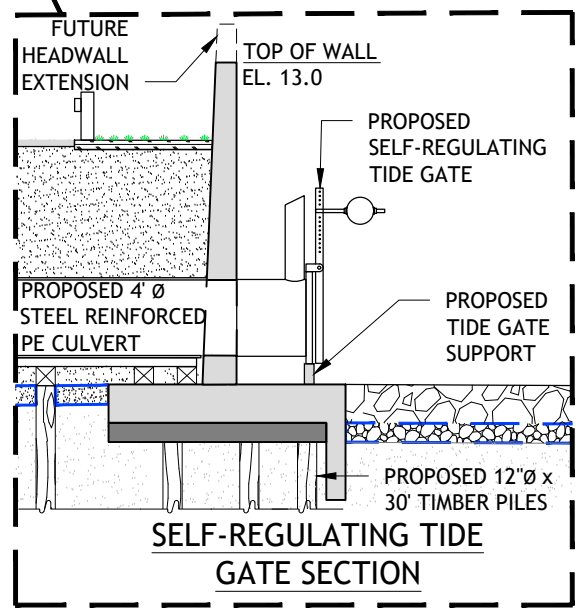 FUTURE
HEADWALL
EXTENSION
TOP OF WALL
EL. 13.0
PROPOSED
SELF-REGULATING
TIDE GATE
PROPOSED 4' Ø
STEEL REINFORCED
PE CULVERT
PROPOSED
TIDE GATE
SUPPORT
PROPOSED 12"Ø x
30' TIMBER PILES
SELF-REGULATING TIDE
GATE SECTION